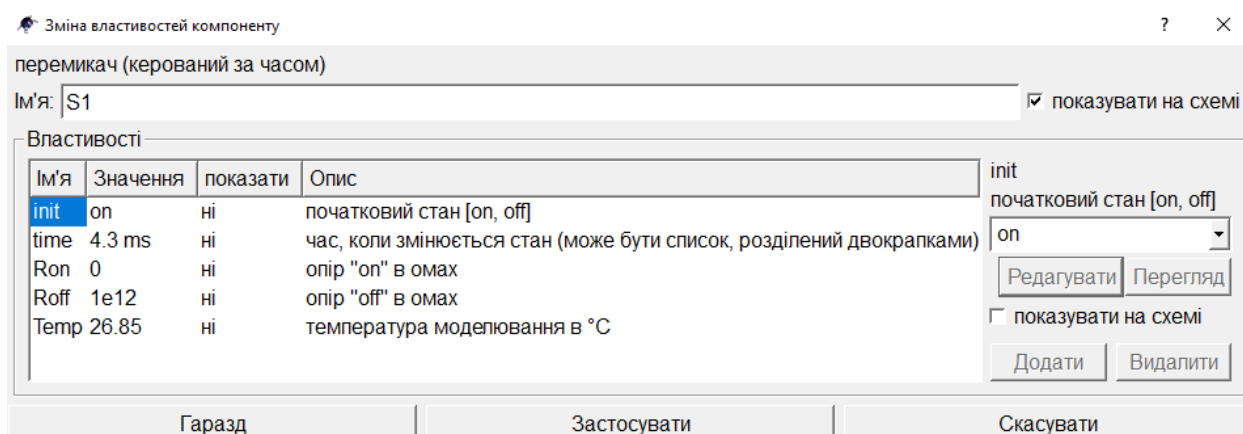 Зміна властивостей компоненту ?
перемикач (керований за часом)
Ім'я: S1 показувати на схемі
Властивості
Ім'я Значення показати Опис
init on ні початковий стан [on, off]
time 4.3 ms ні час, коли змінюється стан (може бути список, розділений двокрапками)
Ron 0 ні опір "on" в омах
Roff 1e12 ні опір "off" в омах
Temp 26.85 ні температура моделювання в °C
init
початковий стан [on, off]
on
Редагувати Перегляд
показувати на схемі
Додати Видалити
Гаразд Застосувати Скасувати